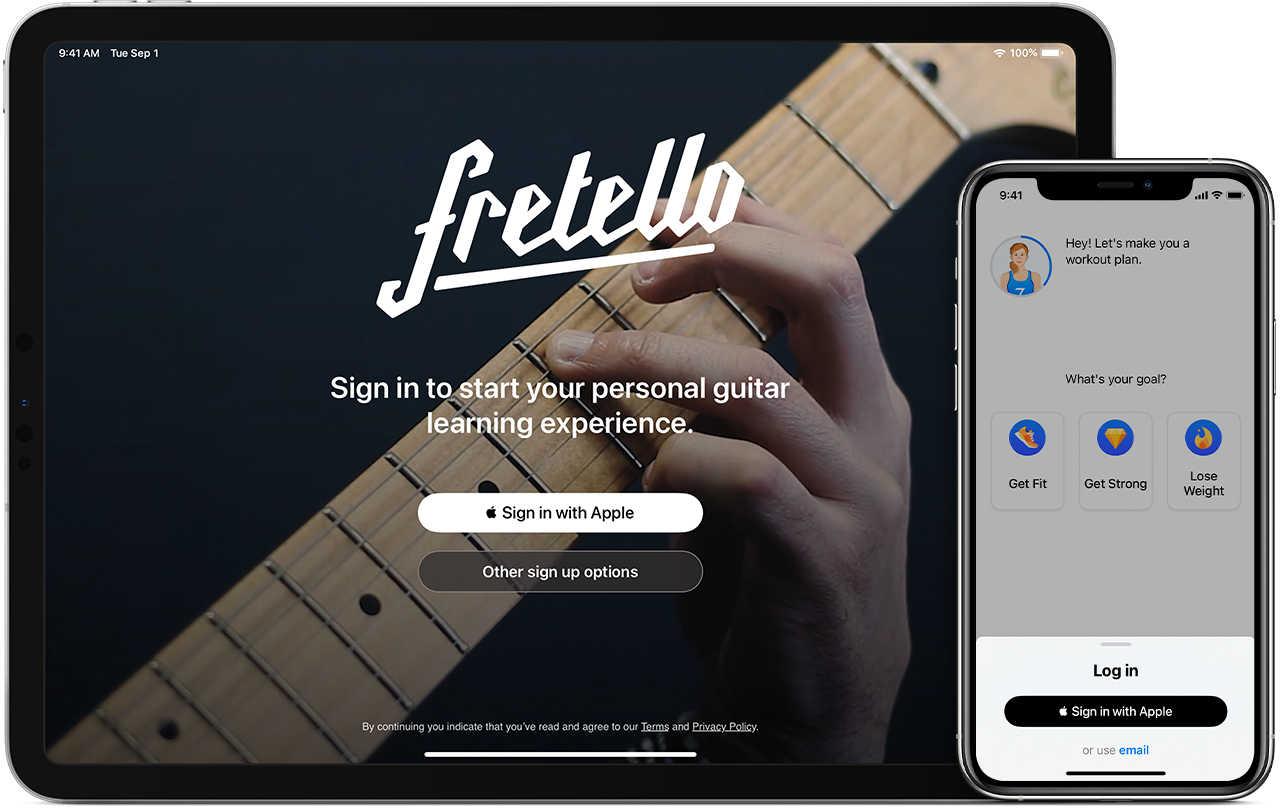 9:41 AM Tue Sep 1
100%
fretello
Sign in to start your personal guitar
learning experience.
Sign in with Apple
Other sign up options
By continuing you indicate that you've read and agree to our Terms and Privacy Policy.
9:41
Hey! Let's make you a
workout plan.
7
What's your goal?
Get Fit
Get Strong
Lose
Weight
Log in
Sign in with Apple
or use email